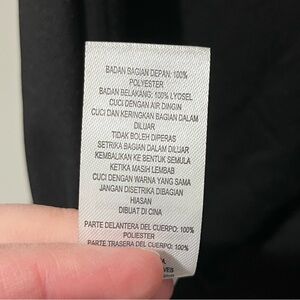 BADAN BAGIAN DEPAN: 100%
POLYESTER
BADAN BELAKANG: 100% LYOSEL
CUCI DENGAN AIR DINGIN
CUCI DAN KERINGKAN BAGIAN DALAM
DILUAR
TIDAK BOLEH DIPERAS
SETRIKA BAGIAN DALAM DILUAR
KEMBALIKAN KE BENTUK SEMULA
KETIKA MASIH LEMBAB
CUCI DENGAN WARNA YANG SAMA
JANGAN DISETRIKA DIBAGIAN
HIASAN
DIBUAT DI CINA
PARTE DELANTERA DEL CUERPO: 100%
POLIESTER
PARTE TRASERA DEL CUERPO: 100%